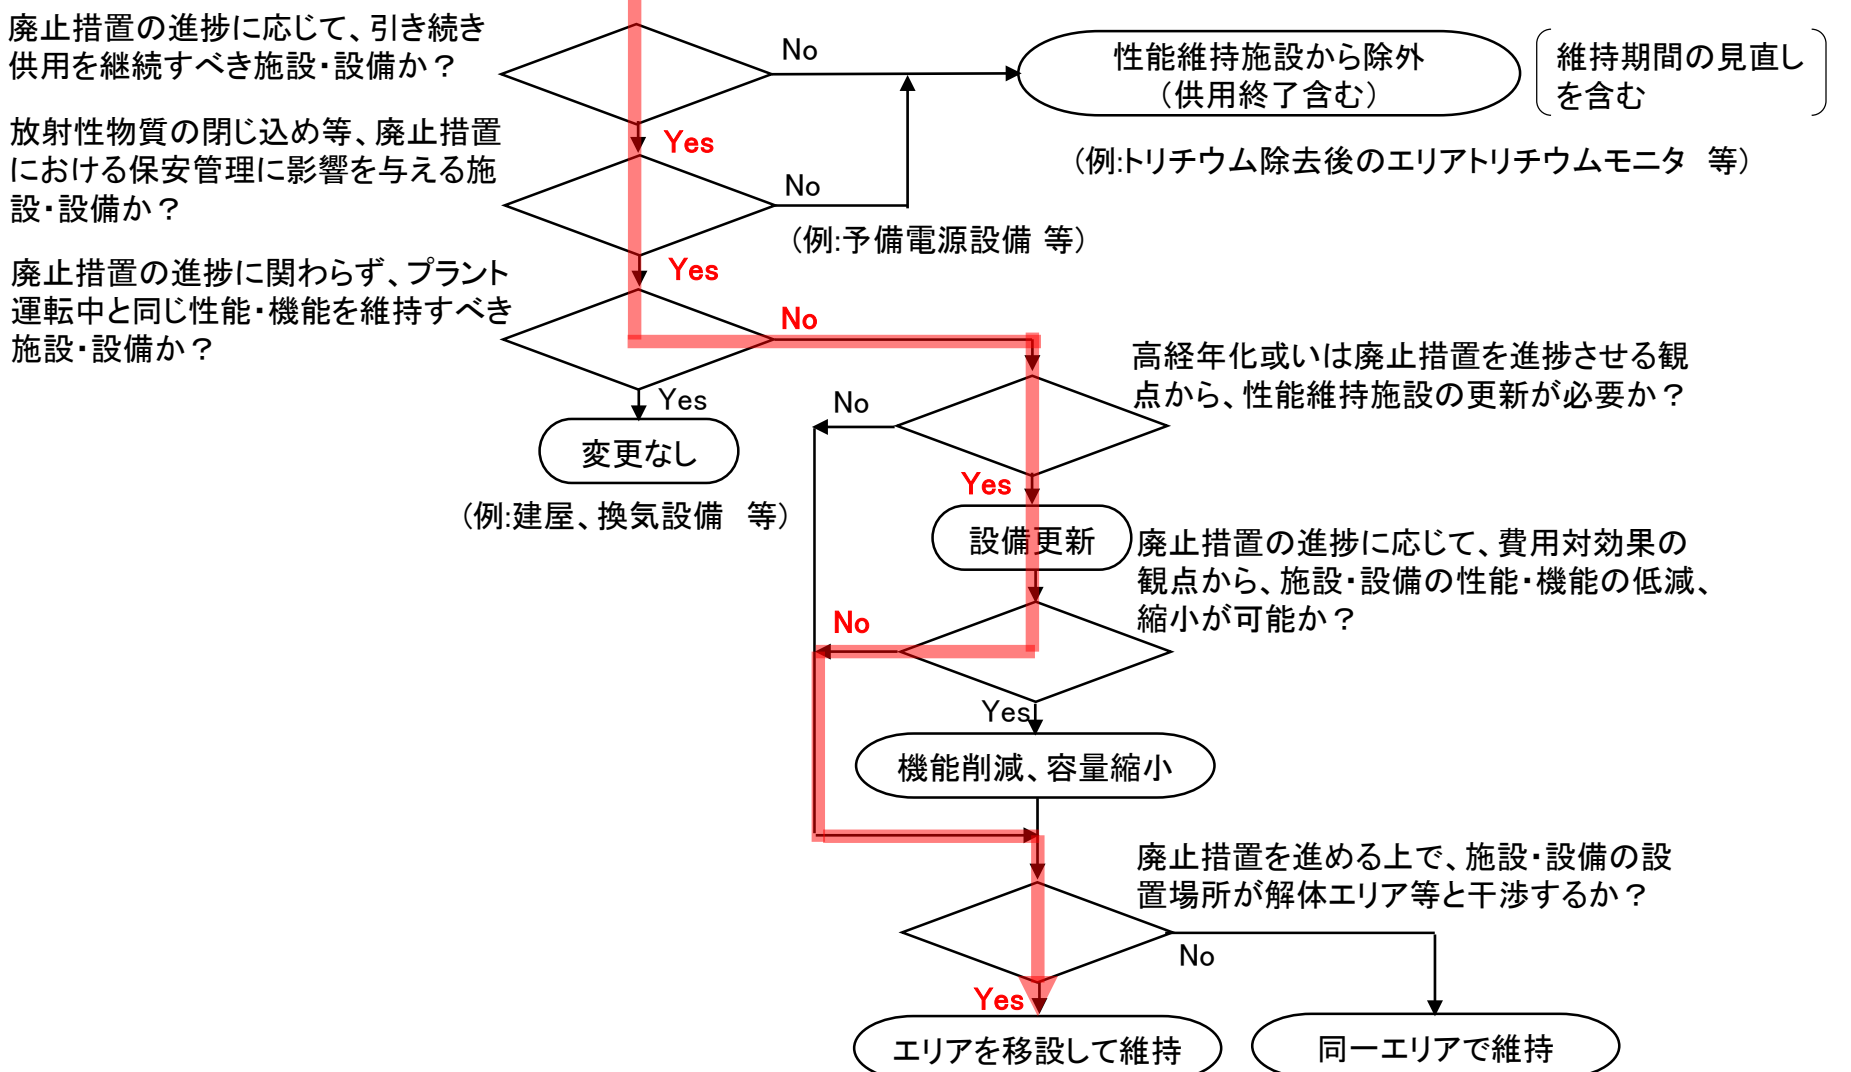 廃止措置の進捗に応じて、引き続き
供用を継続すべき施設・設備か？
No
性能維持施設から除外
（供用終了含む）
維持期間の見直し
を含む
（例:トリチウム除去後のエリアトリチウムモニタ　等）
Yes
放射性物質の閉じ込め等、廃止措置
における保安管理に影響を与える施
設・設備か？
No
（例:予備電源設備 等）
Yes
廃止措置の進捗に関わらず、プラント
運転中と同じ性能・機能を維持すべき
施設・設備か？
No
Yes
変更なし
（例:建屋、換気設備　等）
高経年化或いは廃止措置を進捗させる観
点から、性能維持施設の更新が必要か？
No
Yes
設備更新
廃止措置の進捗に応じて、費用対効果の
観点から、施設・設備の性能・機能の低減、
縮小が可能か？
No
Yes
機能削減、容量縮小
廃止措置を進める上で、施設・設備の設
置場所が解体エリア等と干渉するか？
No
Yes
エリアを移設して維持
同一エリアで維持